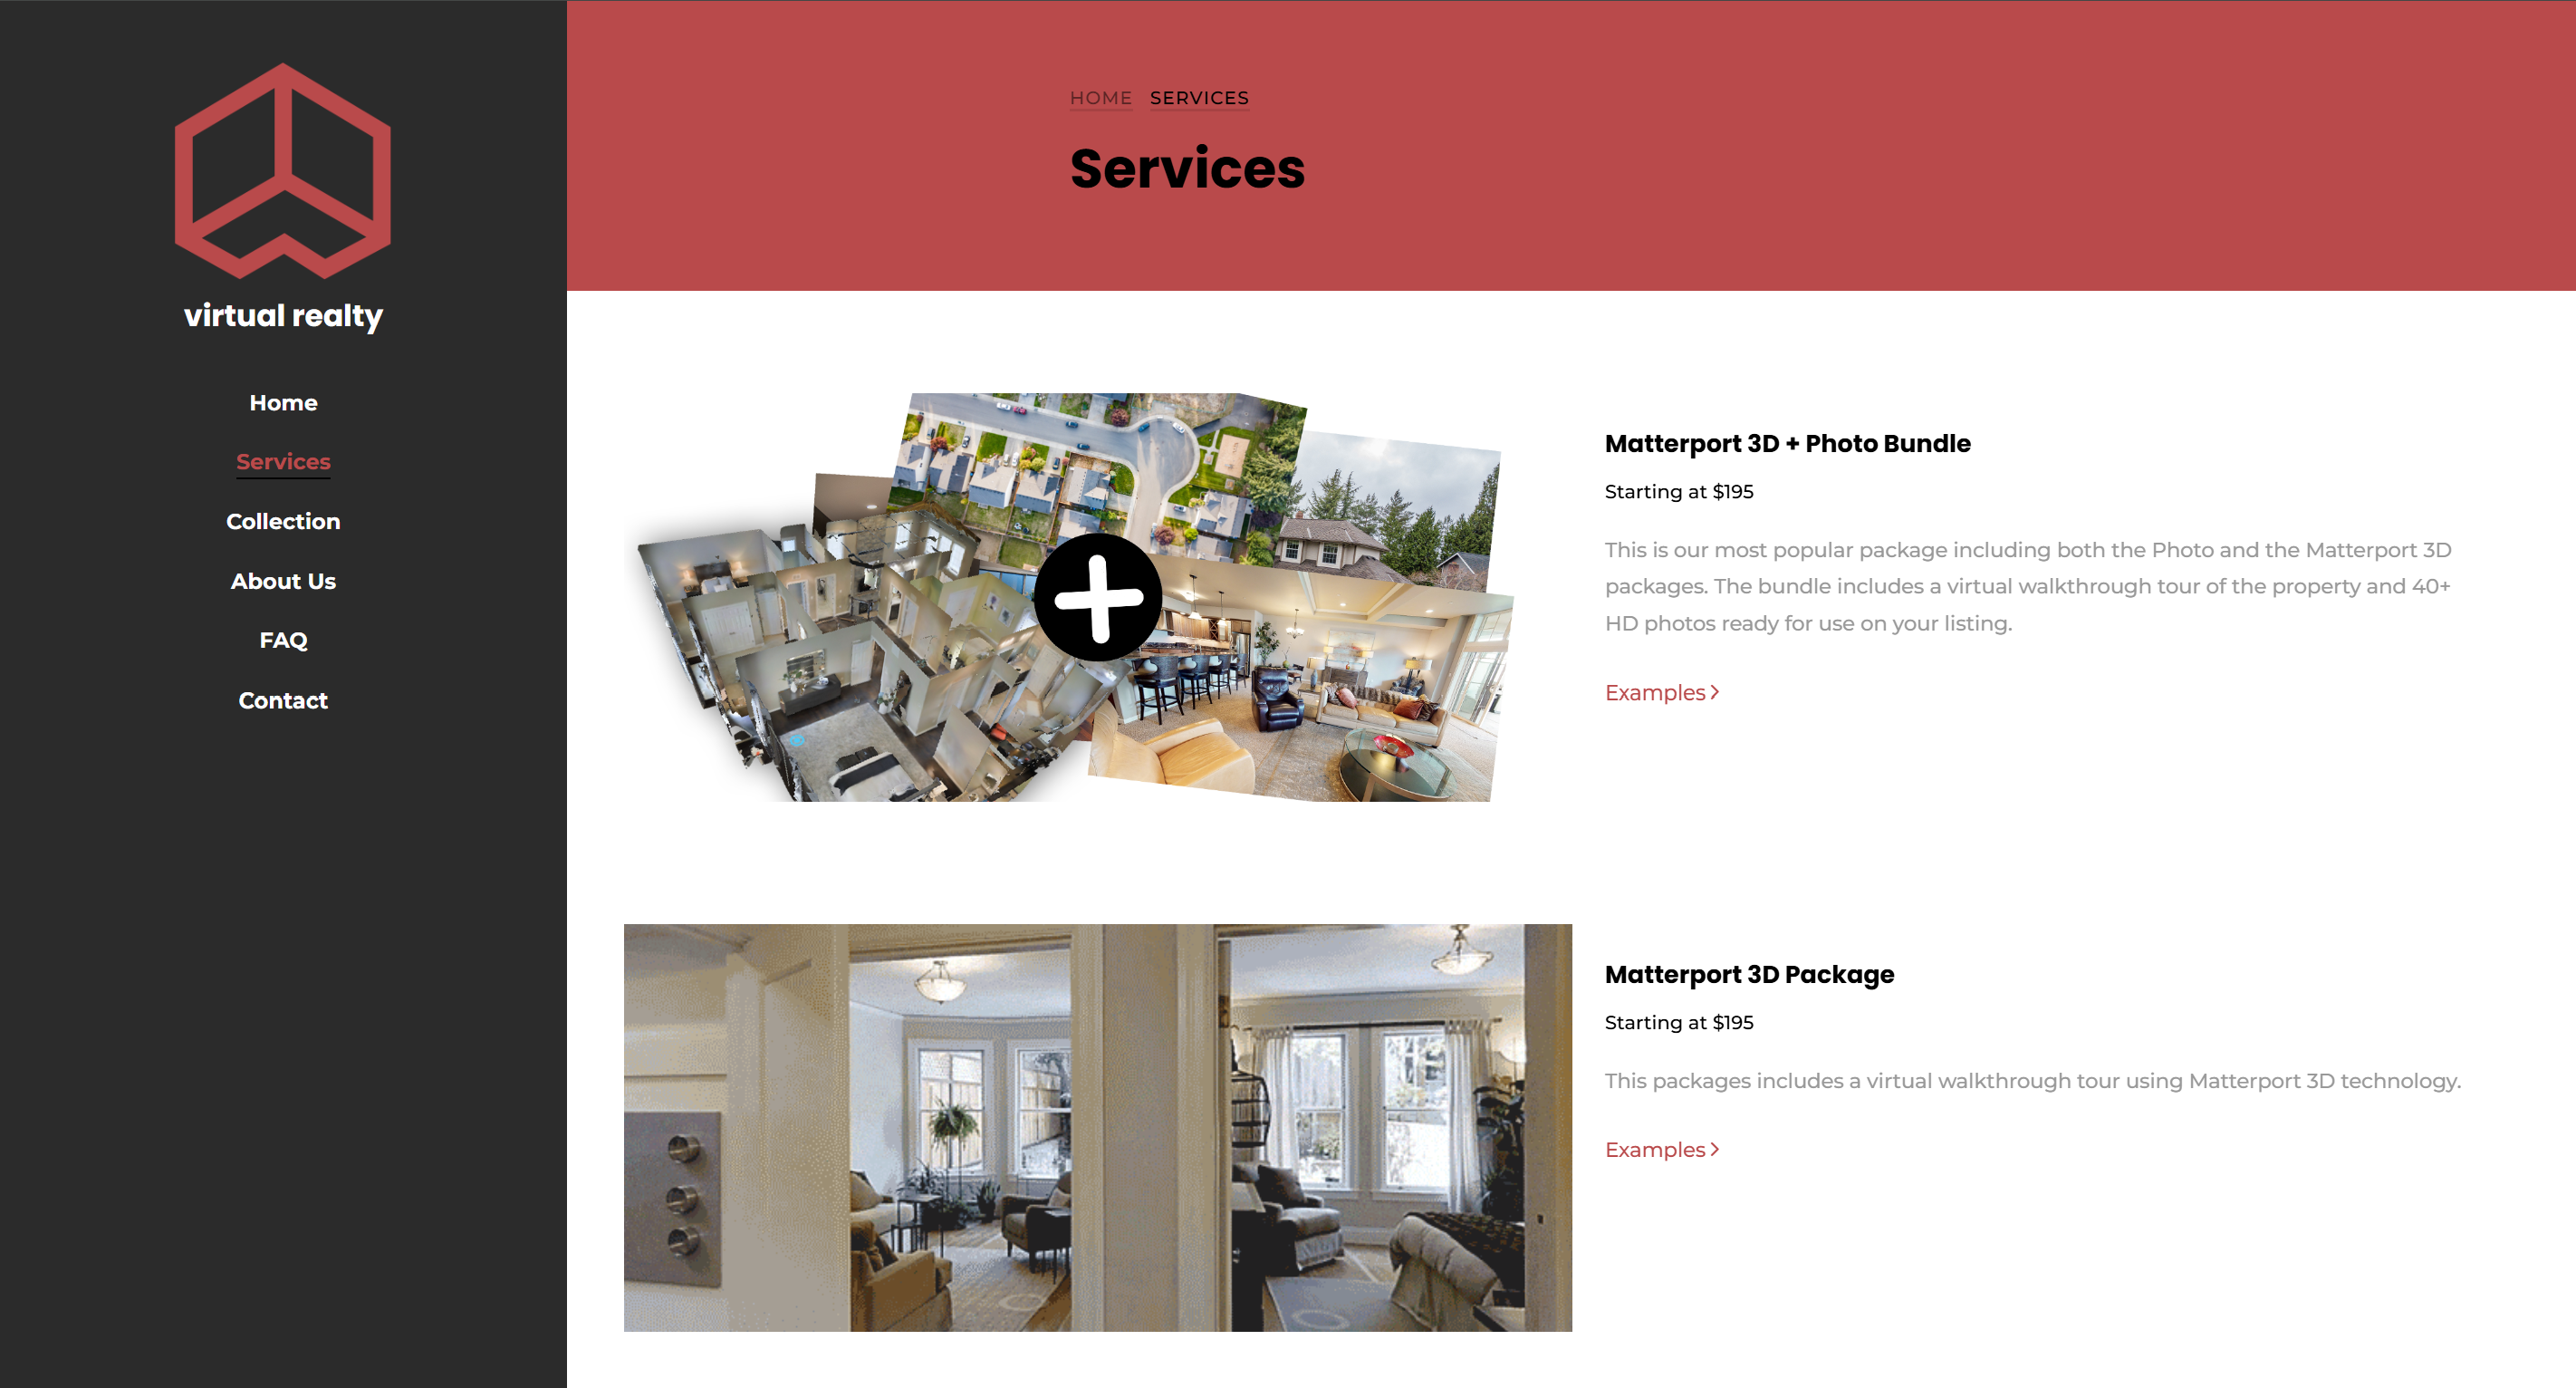 virtual realty
Home
Services
Collection
About Us
FAQ
Contact
HOME SERVICES
Services
Matterport 3D + Photo Bundle
Starting at $195
This is our most popular package including both the Photo and the Matterport 3D
packages. The bundle includes a virtual walkthrough tour of the property and 40+
HD photos ready for use on your listing.
Examples >
Matterport 3D Package
Starting at $195
This packages includes a virtual walkthrough tour using Matterport 3D technology.
Examples >